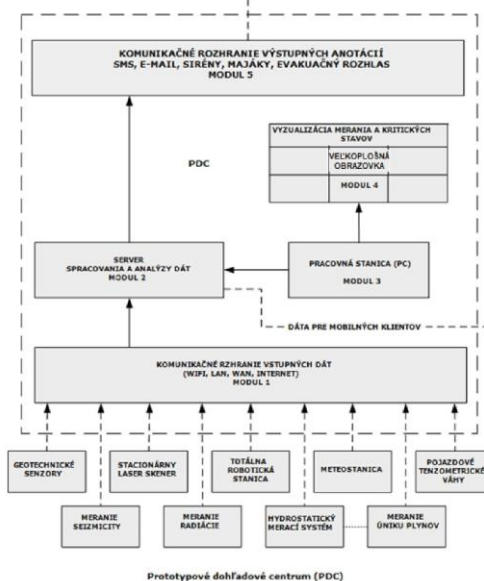 KOMUNIKAČNÉ ROZHRANIE VÝSTUPNÝCH ANOTÁCIÍ
SMS, E-MAIL, SIRÉNY, MAJÁKY, EVAKUAČNÝ ROZHLAS
MODUL 5
VYZUALIZÁCIA MERANIA A KRITICKÝCH
STAVOV
VEĽKOPLOŠNÁ
OBRAZOVKA
MODUL 4
PDC
SERVER
SPRACOVANIA A ANALÝZY DÁT
MODUL 2
PRACOVNÁ STANICA (PC)
MODUL 3
DÁTA PRE MOBILNÝCH KLIENTOV
KOMUNIKAČNÉ RZHRANIE VSTUPNÝCH DÁT
(WIFI, LAN, WAN, INTERNET)
MODUL 1
GEOTECHNICKÉ
SENZORY
STACIONÁRNY
LASER SKENER
TOTÁLNA
ROBOTICKÁ
STANICA
METEOSTANICA
POJAZDOVÉ
TENZOMETRICKÉ
VÁHY
MERANIE
SEIZMICITY
MERANIE
RADIÁCIE
HYDROSTATICKÝ
MERACÍ SYSTÉM
MERANIE
ÚNIKU PLYNOV
Prototypové dohľadové centrum (PDC)